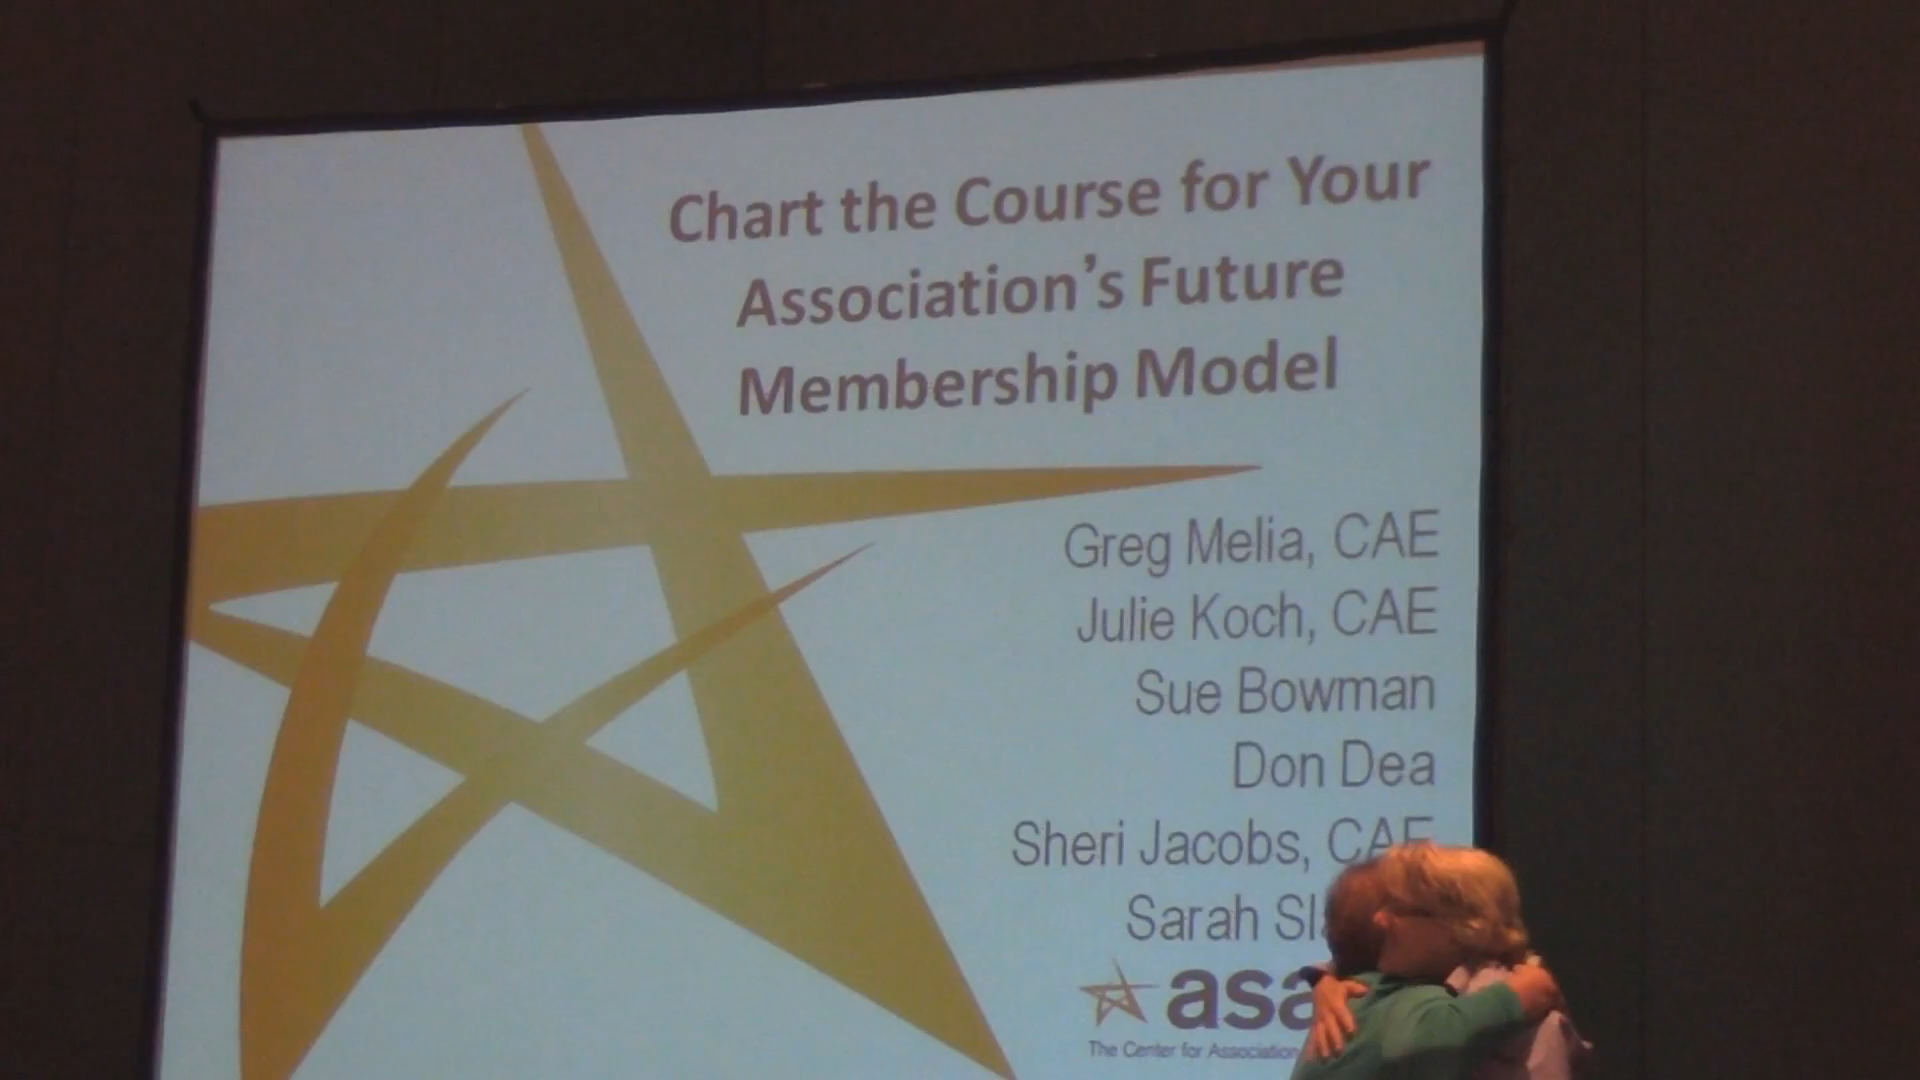 Chart the Course for Your
Association's Future
Membership Model
Greg Melia, CAE
Julie Koch, CAE
Sue Bowman
Don Dea
Sheri Jacobs, CAE
Sarah
The Center for Association